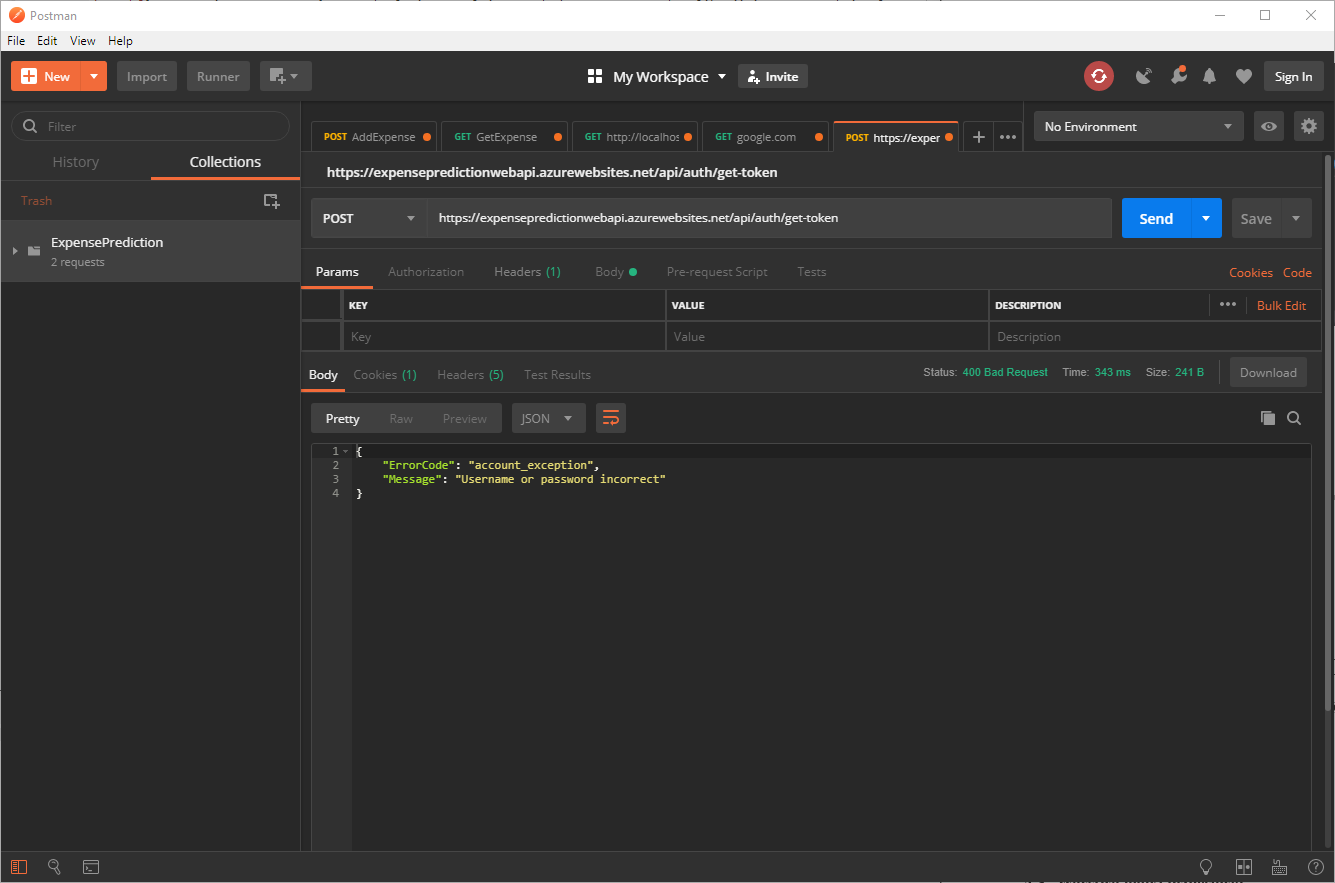 Postman
File Edit View Help
New Import Runner My Workspace Invite Sign In
Filter
History Collections
Trash
ExpensePrediction
2 requests
POST AddExpense GET GetExpense GET http://localhos GET google.com POST https://exper No Environment
https://expensepredictionwebapi.azurewebsites.net/api/auth/get-token
POST https://expensepredictionwebapi.azurewebsites.net/api/auth/get-token Send Save
Params Authorization Headers (1) Body Pre-request Script Tests Cookies Code
KEY VALUE DESCRIPTION Bulk Edit
Key Value Description
Body Cookies (1) Headers (5) Test Results Status: 400 Bad Request Time: 343 ms Size: 241 B Download
Pretty Raw Preview JSON
1 {
2 "ErrorCode": "account_exception",
3 "Message": "Username or password incorrect"
4 }